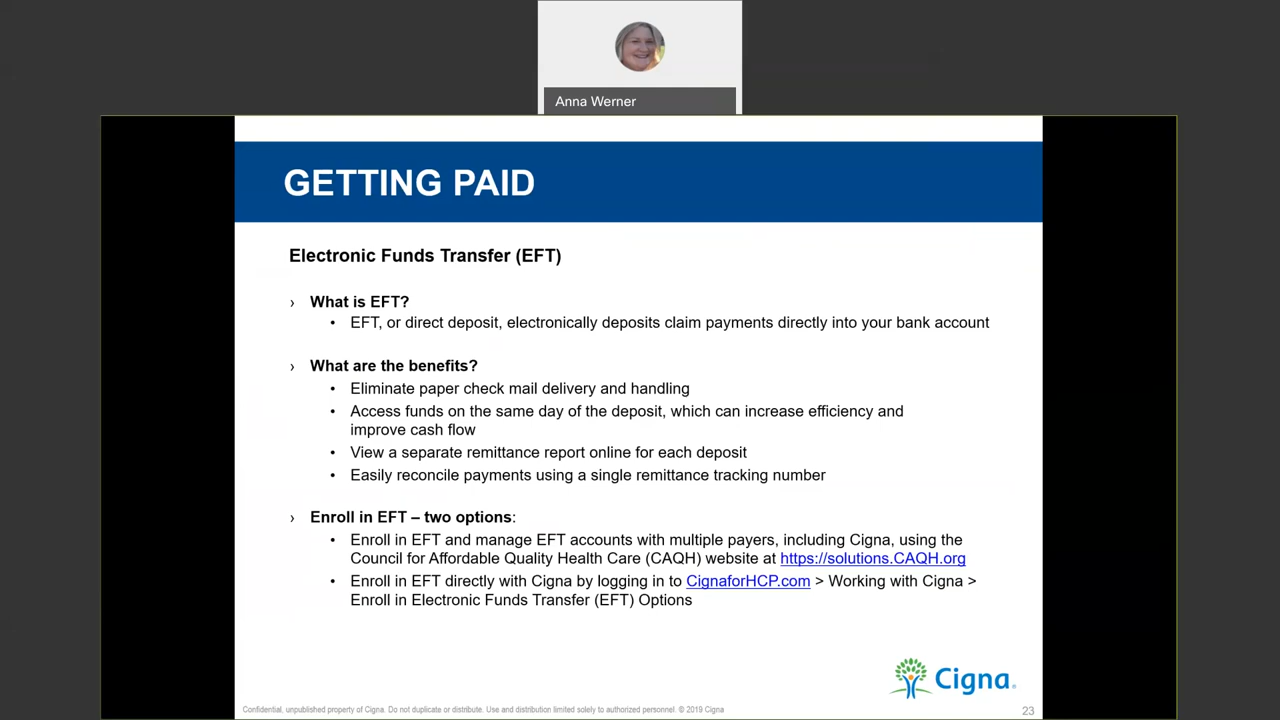 Anna Werner
GETTING PAID
Electronic Funds Transfer (EFT)
› What is EFT?
• EFT, or direct deposit, electronically deposits claim payments directly into your bank account
› What are the benefits?
• Eliminate paper check mail delivery and handling
• Access funds on the same day of the deposit, which can increase efficiency and
improve cash flow
• View a separate remittance report online for each deposit
• Easily reconcile payments using a single remittance tracking number
› Enroll in EFT – two options:
• Enroll in EFT and manage EFT accounts with multiple payers, including Cigna, using the
Council for Affordable Quality Health Care (CAQH) website at https://solutions.CAQH.org
• Enroll in EFT directly with Cigna by logging in to CignaforHCP.com > Working with Cigna >
Enroll in Electronic Funds Transfer (EFT) Options
Cigna®
Confidential, unpublished property of Cigna. Do not duplicate or distribute. Use and distribution limited solely to authorized personnel. © 2019 Cigna
23